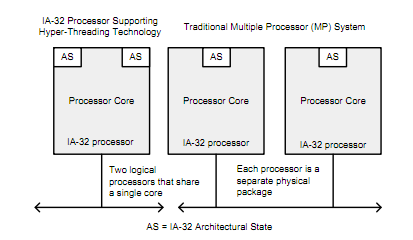 IA-32 Processor Supporting
Hyper-Threading Technology
Traditional Multiple Processor (MP) System
AS
AS
AS
AS
Processor Core
Processor Core
Processor Core
IA-32 processor
IA-32 processor
IA-32 processor
Two logical
processors that share
a single core
Each processor is a
separate physical
package
AS = IA-32 Architectural State